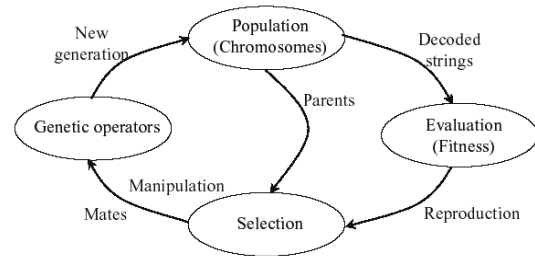 New
generation
Population
(Chromosomes)
Decoded
strings
Parents
Genetic operators
Evaluation
(Fitness)
Manipulation
Mates
Selection
Reproduction